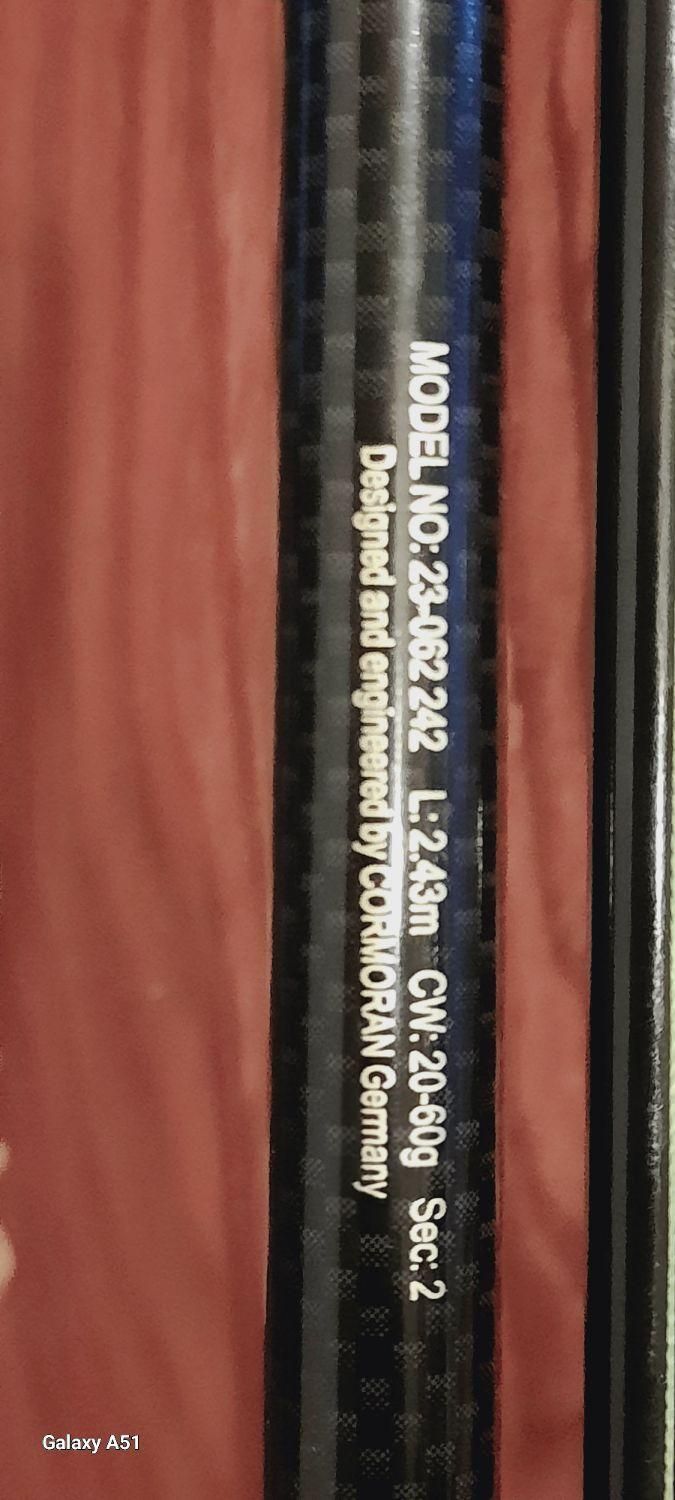 MODEL NO: 23-062 242 L: 2.43m CW: 20-60g Sec: 2
Designed and engineered by CORMORAN Germany
Galaxy A51